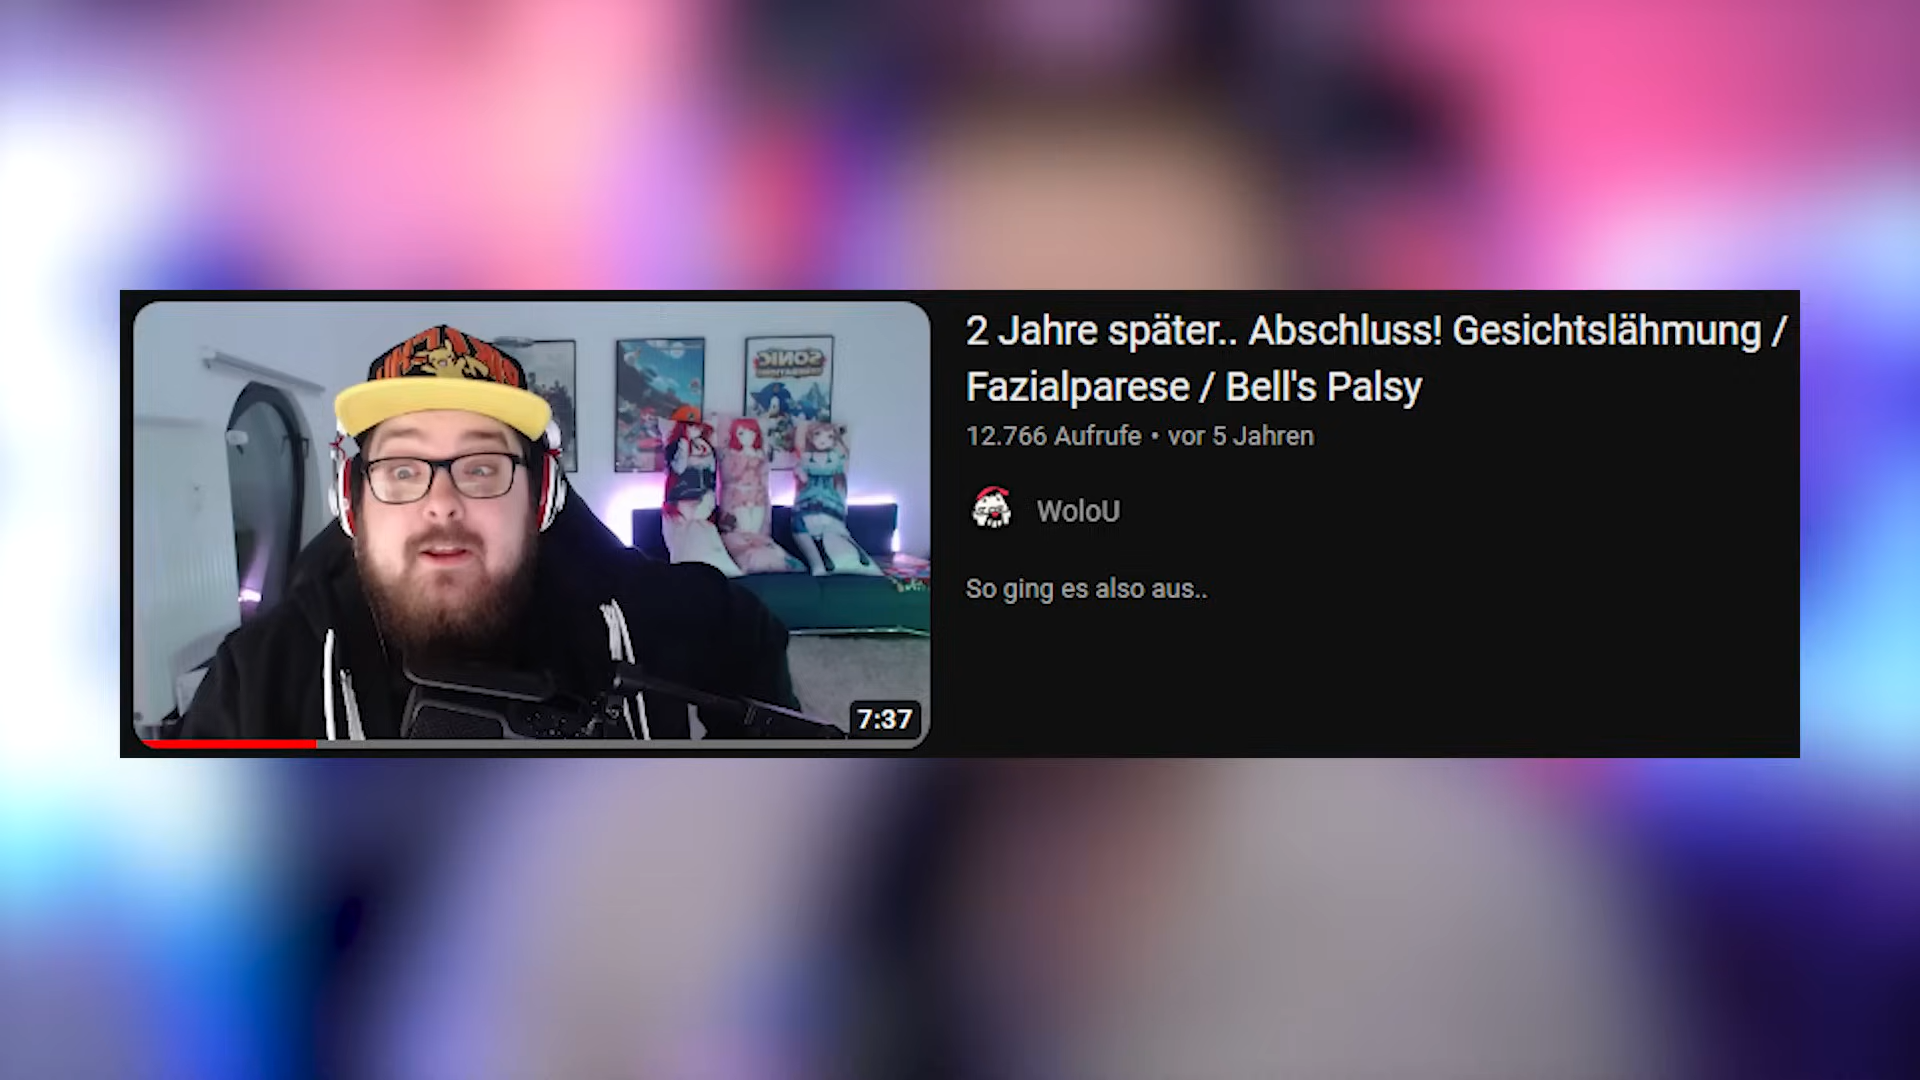 SONIC
7:37
2 Jahre später.. Abschluss! Gesichtslähmung /
Fazialparese / Bell's Palsy
12.766 Aufrufe • vor 5 Jahren
WoloU
So ging es also aus..